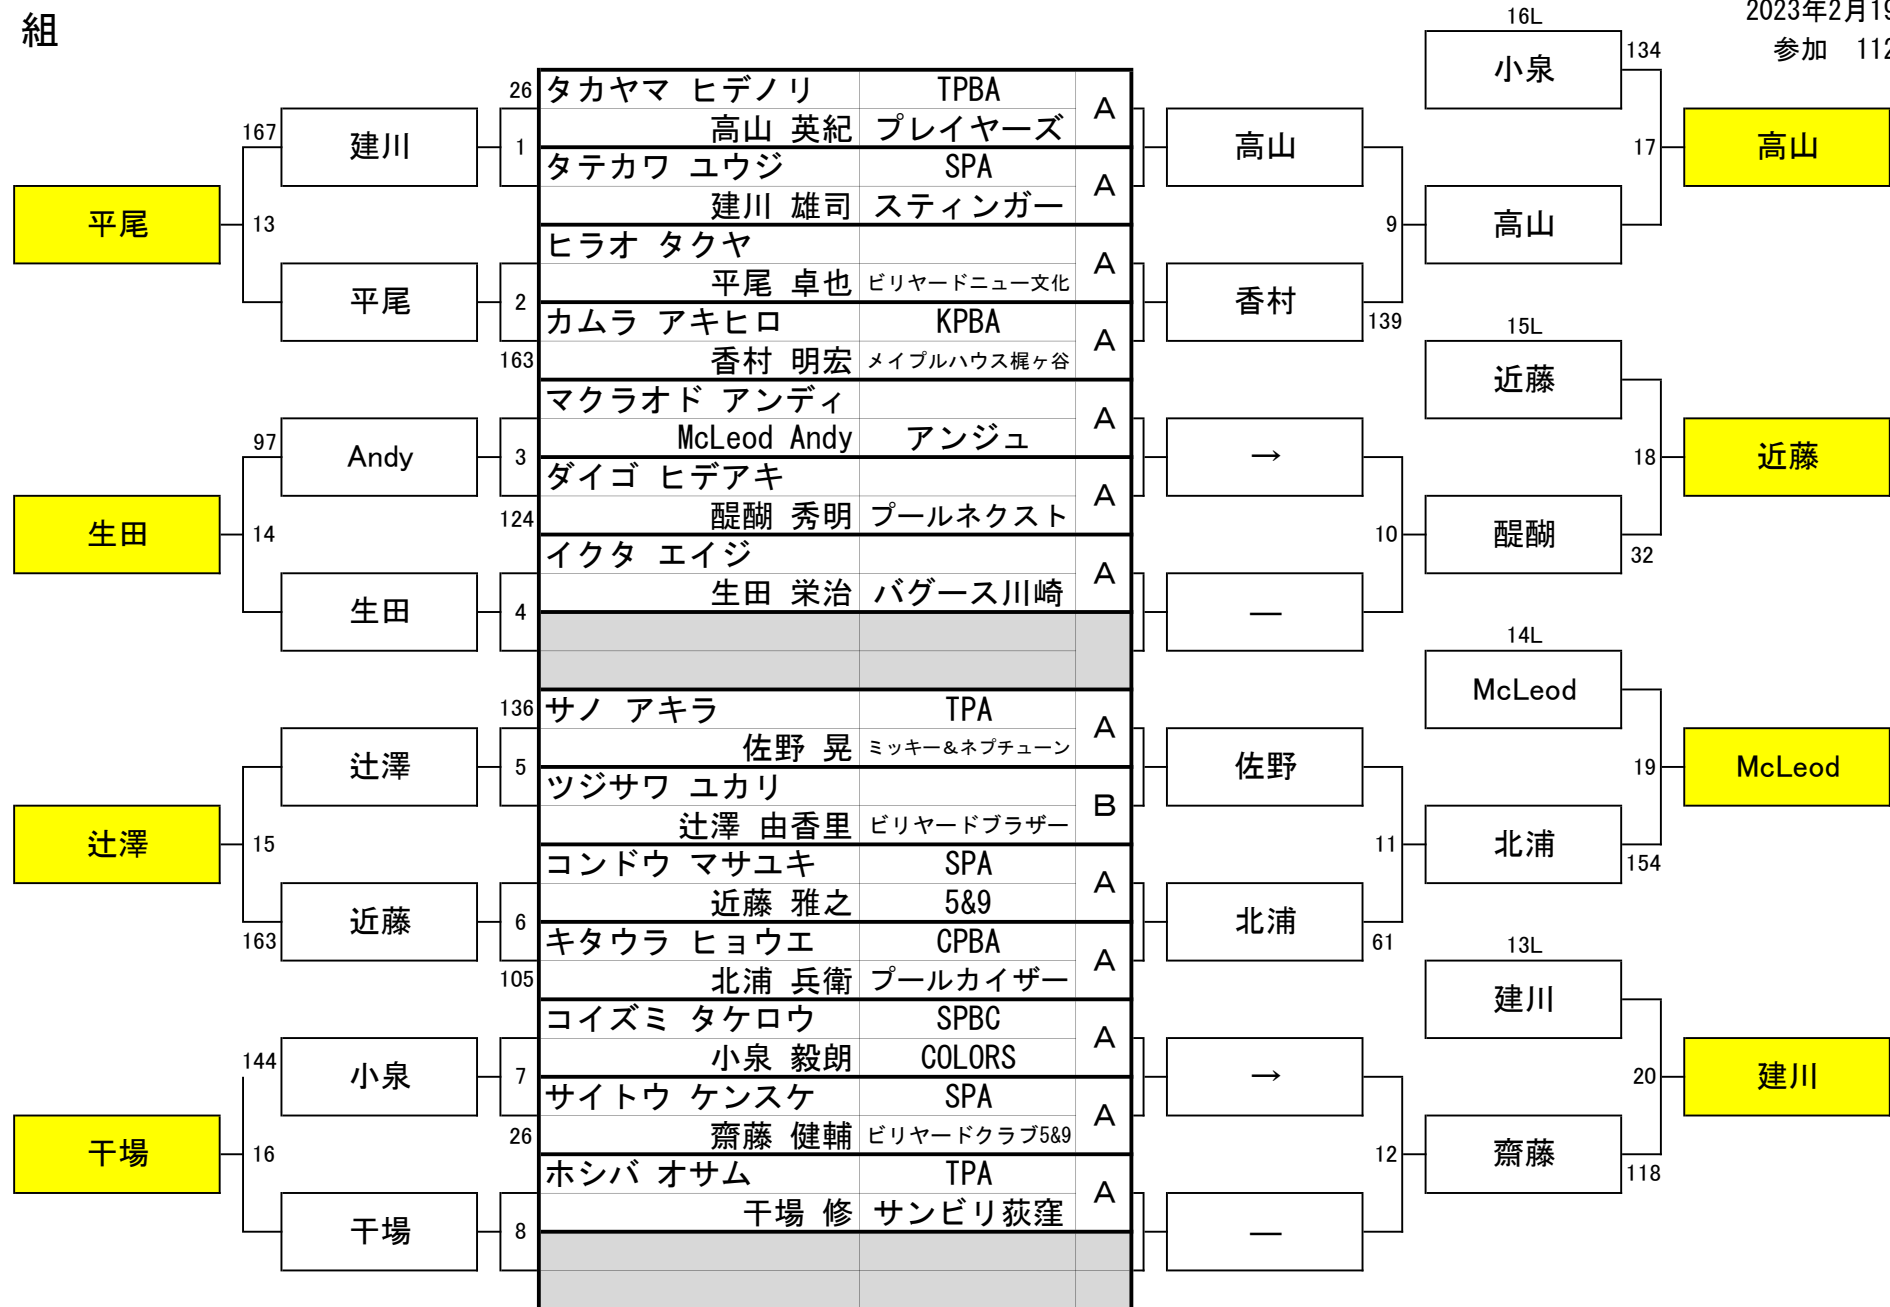 組
2023年2月19
参加 112
16L
小泉
134
26
タカヤマ ヒデノリ TPBA
高山 英紀 プレイヤーズ
A
167
建川
1
高山
17
高山
タテカワ ユウジ SPA
建川 雄司 スティンガー
A
平尾
13
9
高山
ヒラオ タクヤ
平尾 卓也 ビリヤードニュー文化
A
平尾
2
香村
139
カムラ アキヒロ KPBA
香村 明宏 メイプルハウス梶ヶ谷
A
163
15L
近藤
マクラオド アンディ
McLeod Andy アンジュ
A
97
Andy
3
→
18
近藤
ダイゴ ヒデアキ
醍醐 秀明 プールネクスト
A
124
生田
14
10
醍醐
32
イクタ エイジ
生田 栄治 バグース川崎
A
生田
4
—
14L
McLeod
136
サノ アキラ TPA
佐野 晃 ミッキー&ネプチューン
A
辻澤
5
佐野
19
McLeod
ツジサワ ユカリ
辻澤 由香里 ビリヤードブラザー
B
辻澤
15
11
北浦
154
コンドウ マサユキ SPA
近藤 雅之 5&9
A
近藤
163
6
北浦
61
キタウラ ヒョウエ CPBA
北浦 兵衛 プールカイザー
A
105
13L
建川
コイズミ タケロウ SPBC
小泉 毅朗 COLORS
A
144
小泉
7
→
20
建川
サイトウ ケンスケ SPA
齋藤 健輔 ビリヤードクラブ5&9
A
26
干場
16
12
齋藤
118
ホシバ オサム TPA
干場 修 サンビリ荻窪
A
干場
8
—